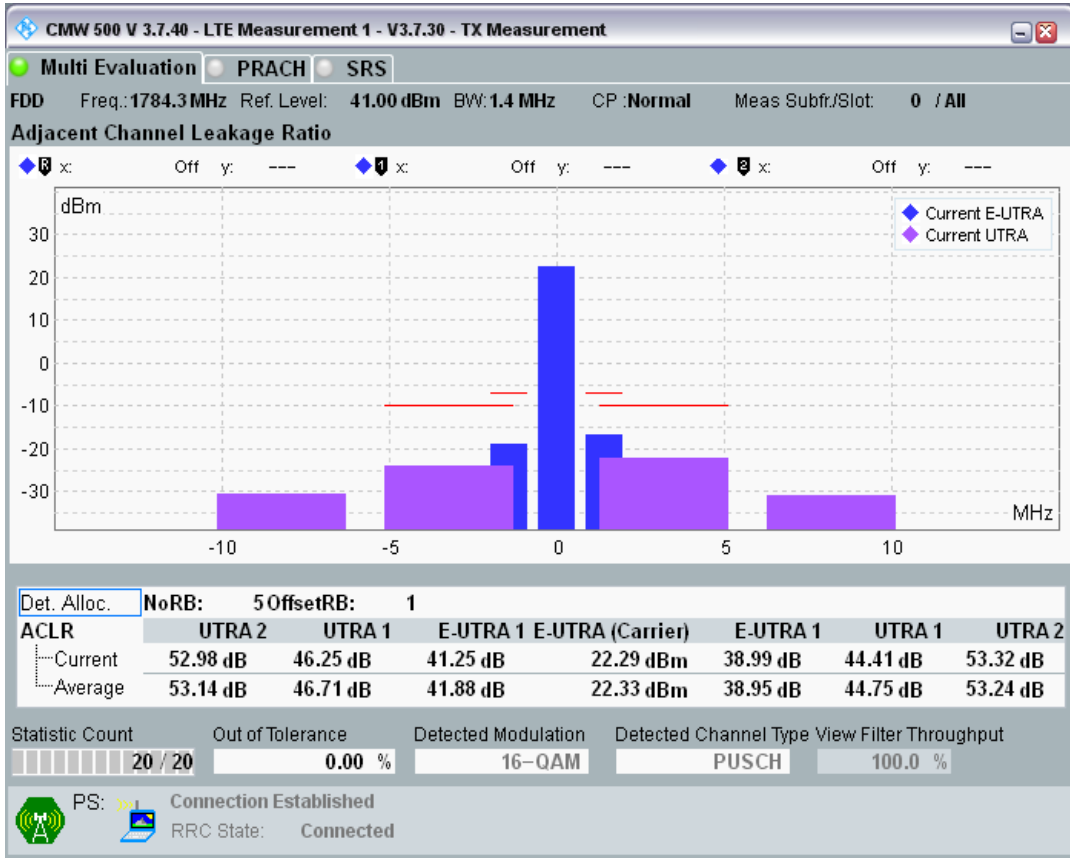 CMW 500 V 3.7.40 - LTE Measurement 1 - V3.7.30 - TX Measurement
Multi Evaluation PRACH SRS
FDD Freq.:1784.3 MHz Ref. Level: 41.00 dBm BW:1.4 MHz CP :Normal Meas Subfr./Slot: 0 / All
Adjacent Channel Leakage Ratio
R x: Off y: --- 1 x: Off y: --- 2 x: Off y: ---
dBm
Current E-UTRA
Current UTRA
30
20
10
0
-10
-20
-30
MHz
-10 -5 0 5 10
Det. Alloc. NoRB: 5 OffsetRB: 1
ACLR UTRA 2 UTRA 1 E-UTRA 1 E-UTRA (Carrier) E-UTRA 1 UTRA 1 UTRA 2
Current 52.98 dB 46.25 dB 41.25 dB 22.29 dBm 38.99 dB 44.41 dB 53.32 dB
Average 53.14 dB 46.71 dB 41.88 dB 22.33 dBm 38.95 dB 44.75 dB 53.24 dB
Statistic Count Out of Tolerance Detected Modulation Detected Channel Type View Filter Throughput
20 / 20 0.00 % 16-QAM PUSCH 100.0 %
PS: Connection Established
RRC State: Connected